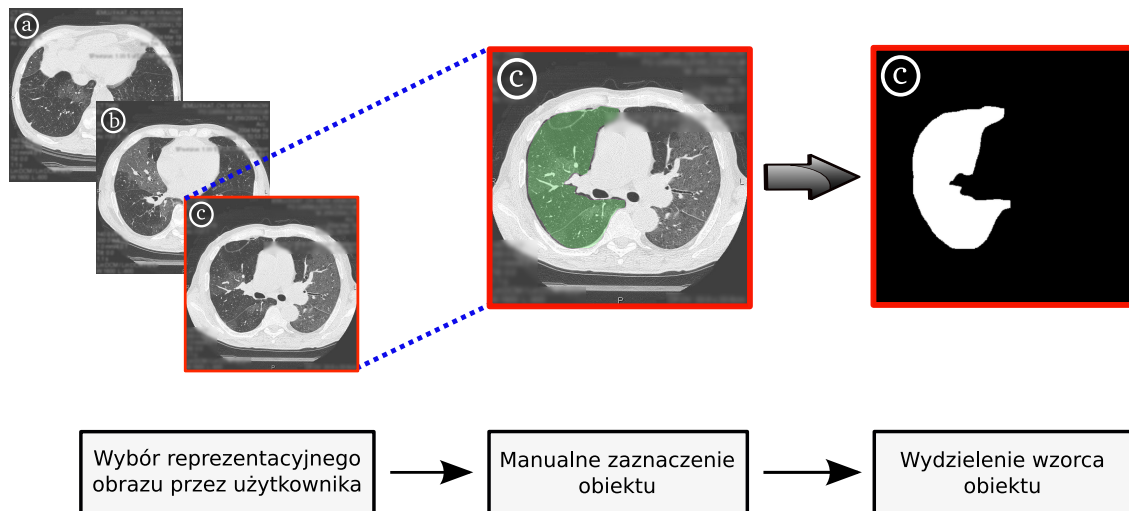 a
b
c
c
L
P
c
Wybór reprezentacyjnego
obrazu przez użytkownika
Manualne zaznaczenie
obiektu
Wydzielenie wzorca
obiektu